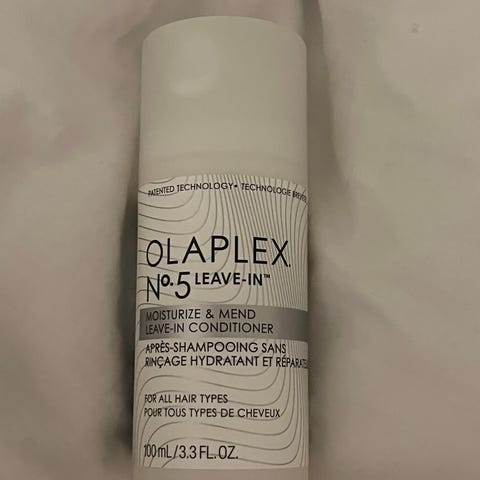 PATENTED TECHNOLOGY • TECHNOLOGIE
OLAPLEX.
Nº.5 LEAVE-IN™
MOISTURIZE & MEND
LEAVE-IN CONDITIONER
APRÈS-SHAMPOOING SANS
RINÇAGE HYDRATANT ET
FOR ALL HAIR TYPES
POUR TOUS TYPES DE CHEVEUX
100 mL/3.3 FL.OZ.